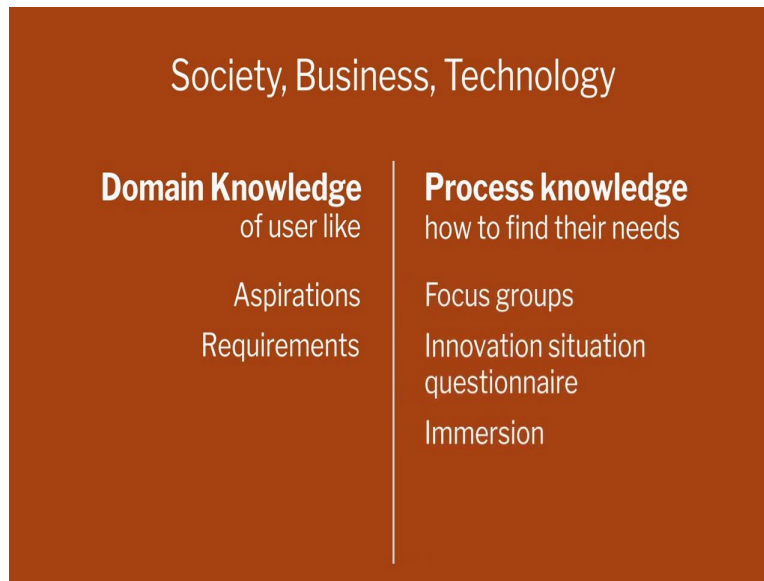 Society, Business, Technology
Domain Knowledge
of user like
Aspirations
Requirements
Process knowledge
how to find their needs
Focus groups
Innovation situation
questionnaire
Immersion